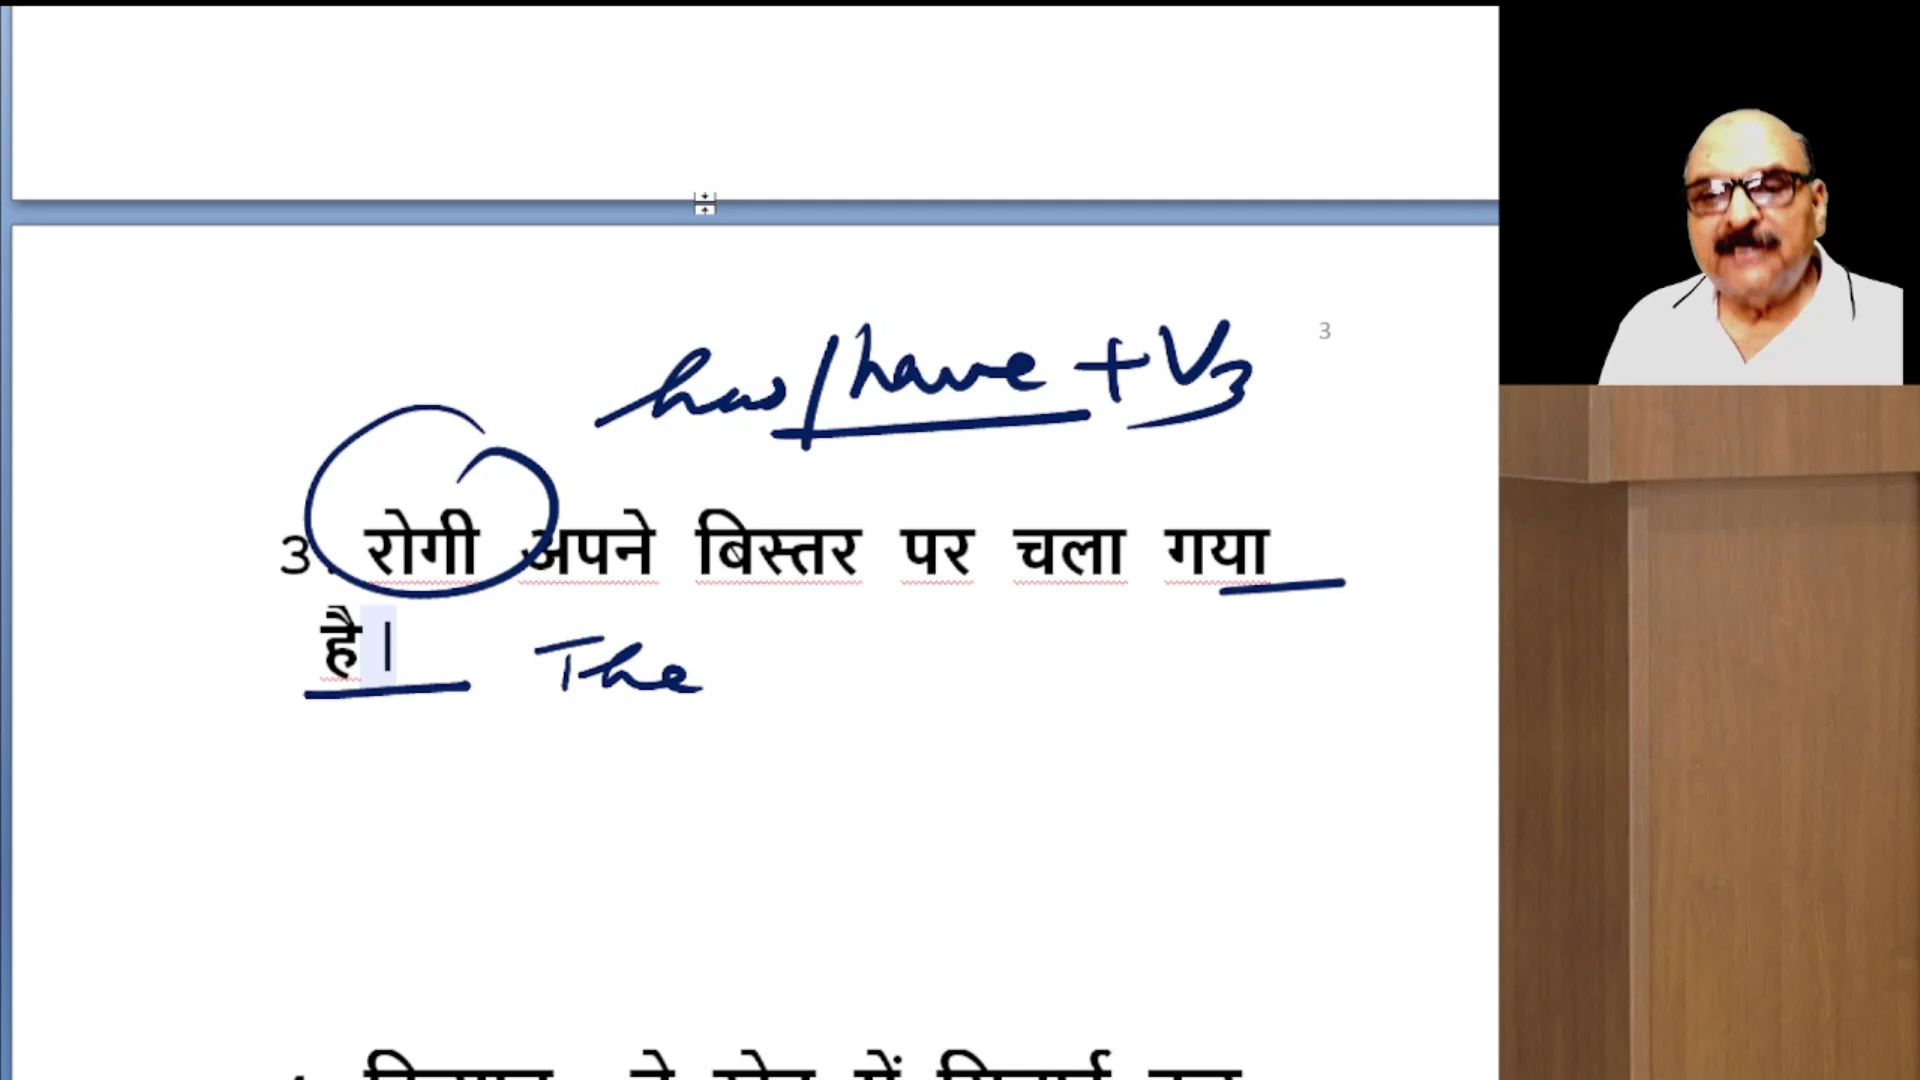 3
has/have + V3
3. रोगी अपने बिस्तर पर चला गया
है।
The